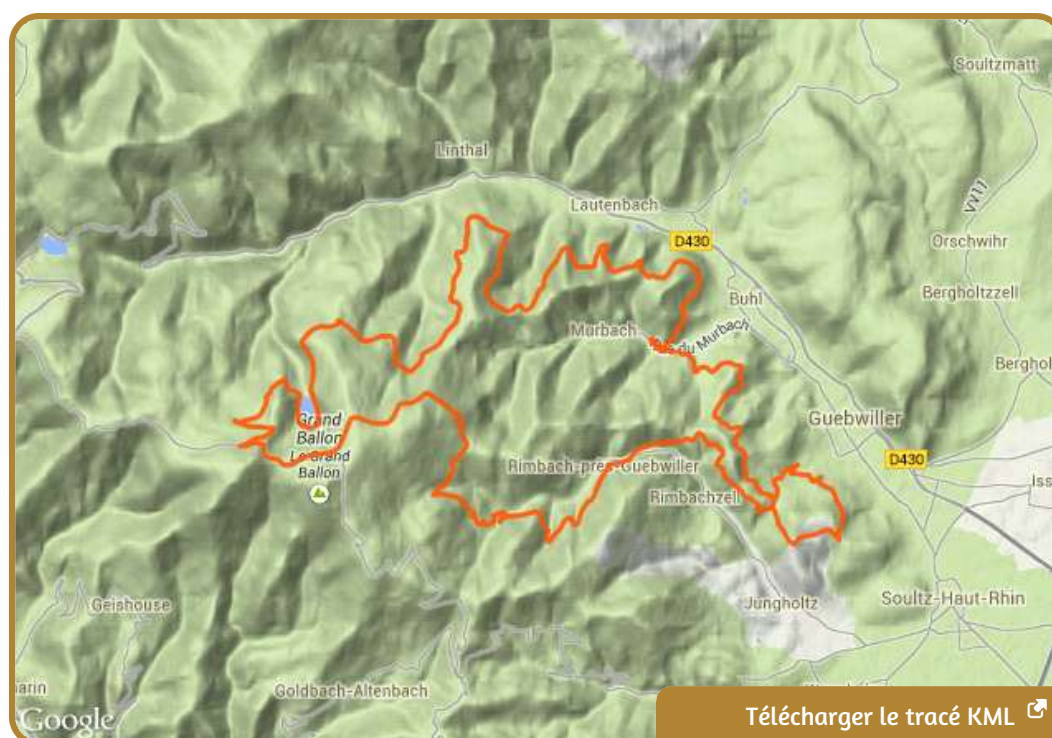 Soultzmatt
Linthal
VV11
Lautenbach
D430
Orschwihr
Buhl
Bergholtzzell
Murbach
du Murbach
Berghol
Grand
Ballon
Le Grand
Ballon
Guebwiller
D430
Rimbach-près-Guebwiller
Rimbachzell
Iss
Geishouse
Jungholtz
Soultz-Haut-Rhin
arin
Goldbach-Altenbach
Google
Télécharger le tracé KML